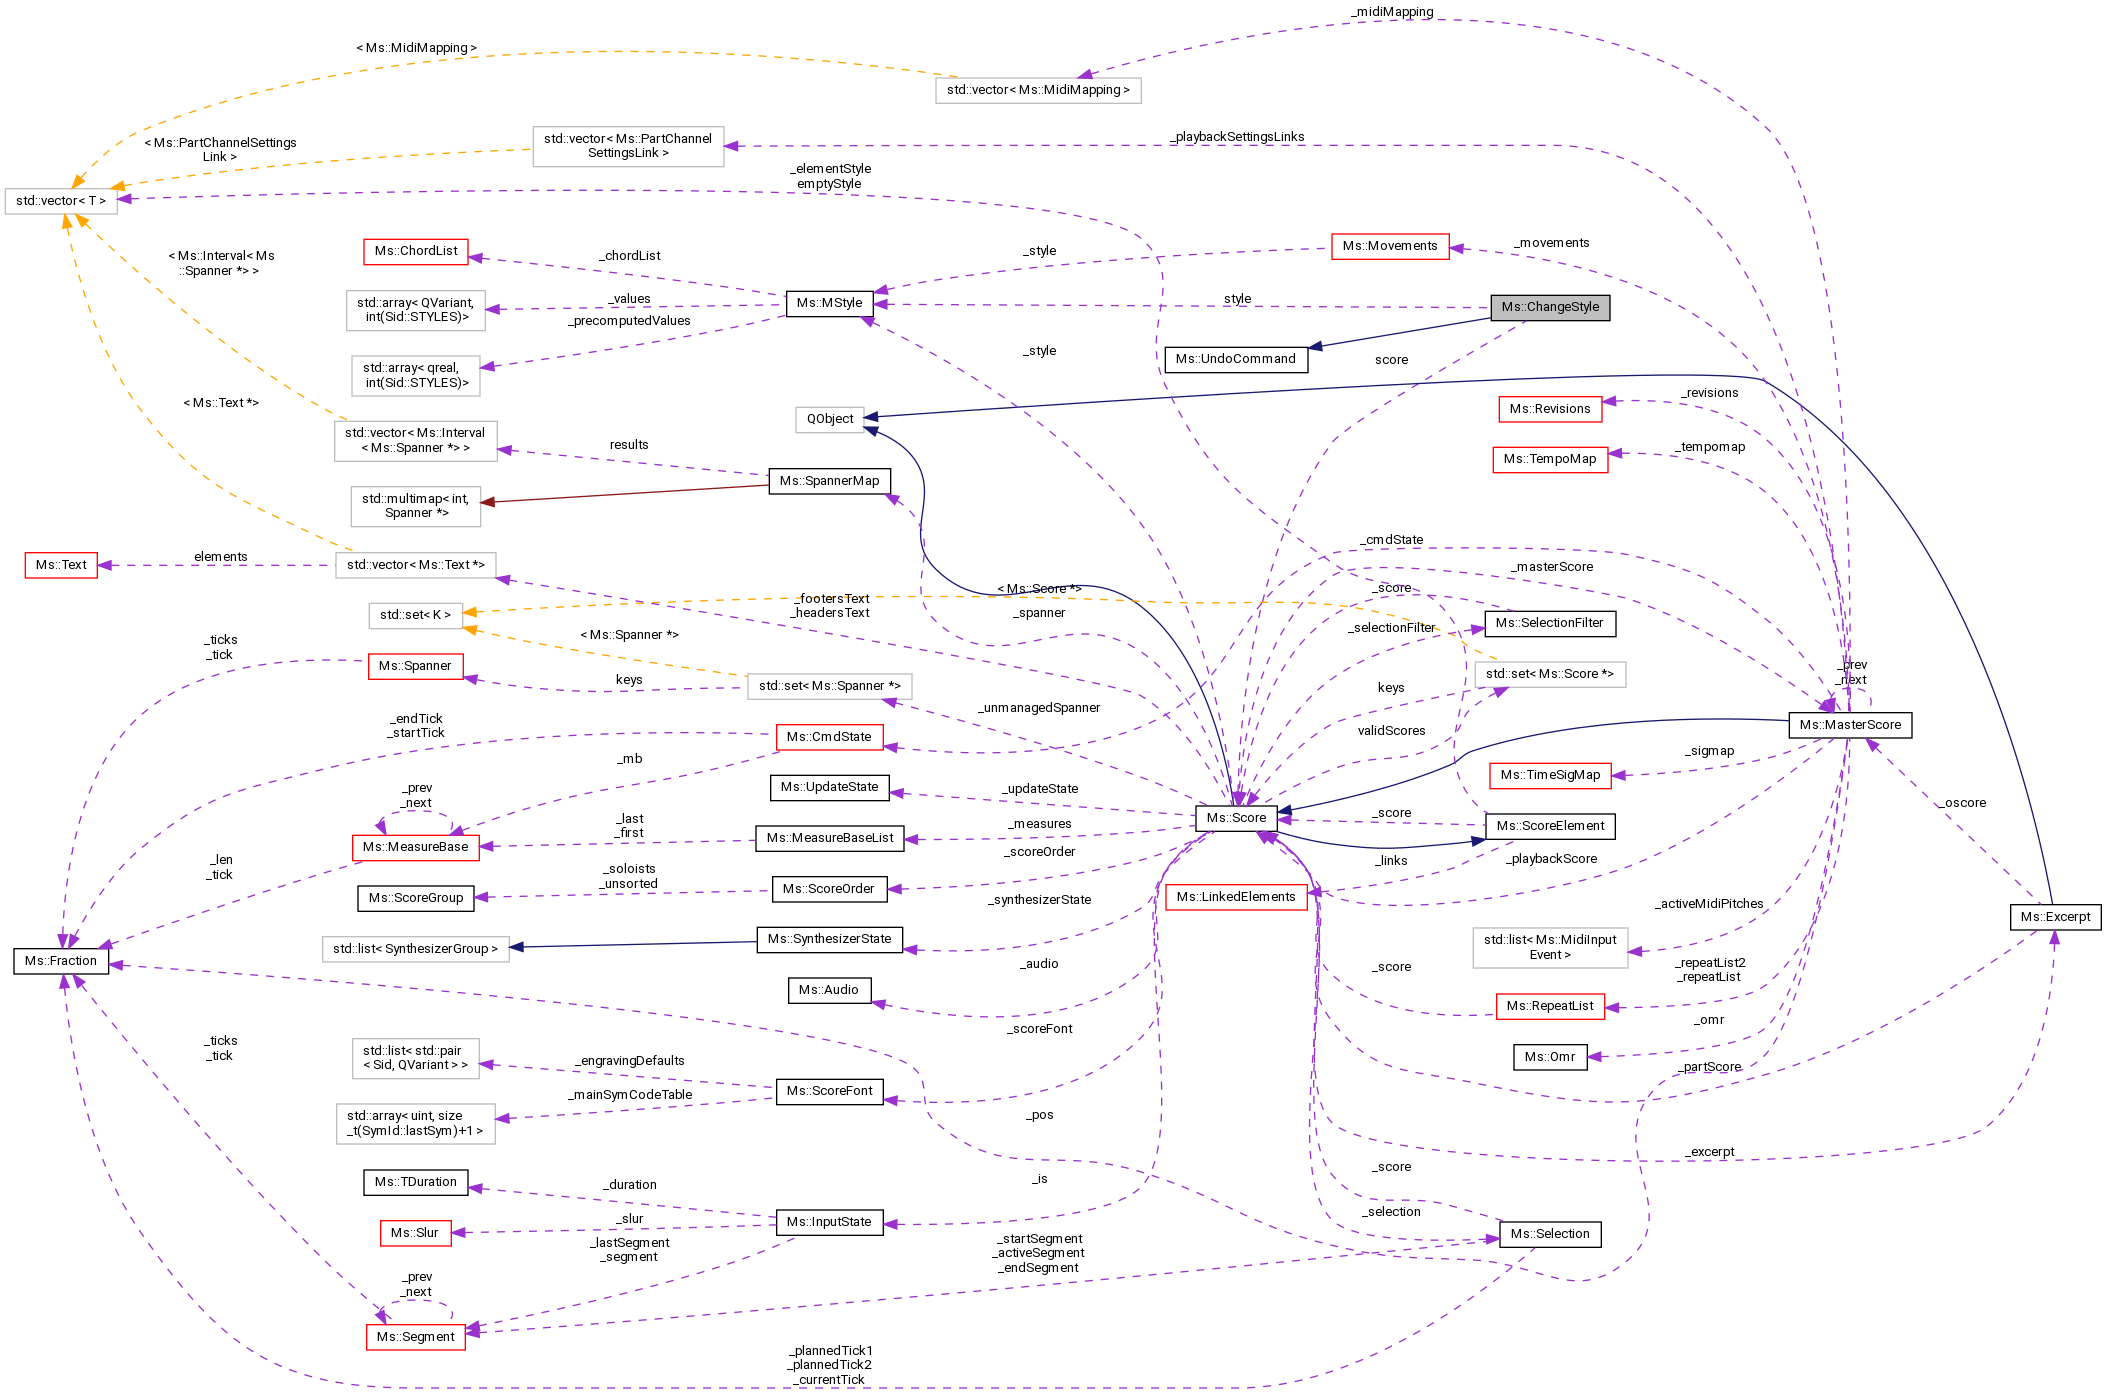 _midiMapping
< Ms::MidiMapping >
std::vector< Ms::MidiMapping >
_playbackSettingsLinks
std::vector< Ms::PartChannel
SettingsLink >
< Ms::PartChannelSettings
Link >
_elementStyle
emptyStyle
std::vector< T >
_movements
Ms::Movements
Ms::ChordList
_chordList
_style
< Ms::Interval< Ms
::Spanner *> >
std::array< QVariant,
int(Sid::STYLES)>
_values
Ms::MStyle
style
Ms::ChangeStyle
_precomputedValues
_style
Ms::UndoCommand
score
std::array< qreal,
int(Sid::STYLES)>
_revisions
Ms::Revisions
< Ms::Text *>
QObject
std::vector< Ms::Interval
< Ms::Spanner *> >
results
_tempomap
Ms::TempoMap
Ms::SpannerMap
std::multimap< int,
Spanner *>
_cmdState
elements
Ms::Text
std::vector< Ms::Text *>
_masterScore
< Ms::Score *>
_score
_footersText
_headersText
_spanner
std::set< K >
_selectionFilter
Ms::SelectionFilter
< Ms::Spanner *>
_ticks
_tick
Ms::Spanner
keys
std::set< Ms::Spanner *>
keys
std::set< Ms::Score *>
_prev
_next
_unmanagedSpanner
_endTick
_startTick
Ms::CmdState
validScores
Ms::MasterScore
_mb
_sigmap
Ms::TimeSigMap
_prev
_next
Ms::UpdateState
_updateState
_oscore
_last
_first
Ms::MeasureBaseList
_measures
Ms::Score
_score
Ms::ScoreElement
Ms::MeasureBase
_len
_tick
_scoreOrder
_links
_playbackScore
_soloists
_unsorted
Ms::ScoreGroup
Ms::ScoreOrder
Ms::LinkedElements
_synthesizerState
_activeMidiPitches
Ms::Excerpt
std::list< SynthesizerGroup >
Ms::SynthesizerState
std::list< Ms::MidiInput
Event >
Ms::Fraction
_audio
_score
_repeatList2
_repeatList
Ms::Audio
Ms::RepeatList
_ticks
_tick
_scoreFont
_omr
std::list< std::pair
< Sid, QVariant > >
_engravingDefaults
Ms::Omr
_partScore
Ms::ScoreFont
_mainSymCodeTable
std::array< uint, size
_t(SymId::lastSym)+1 >
_pos
_excerpt
_score
Ms::TDuration
_duration
_is
_selection
Ms::Slur
_slur
Ms::InputState
Ms::Selection
_lastSegment
_segment
_startSegment
_activeSegment
_endSegment
_prev
_next
Ms::Segment
_plannedTick1
_plannedTick2
_currentTick